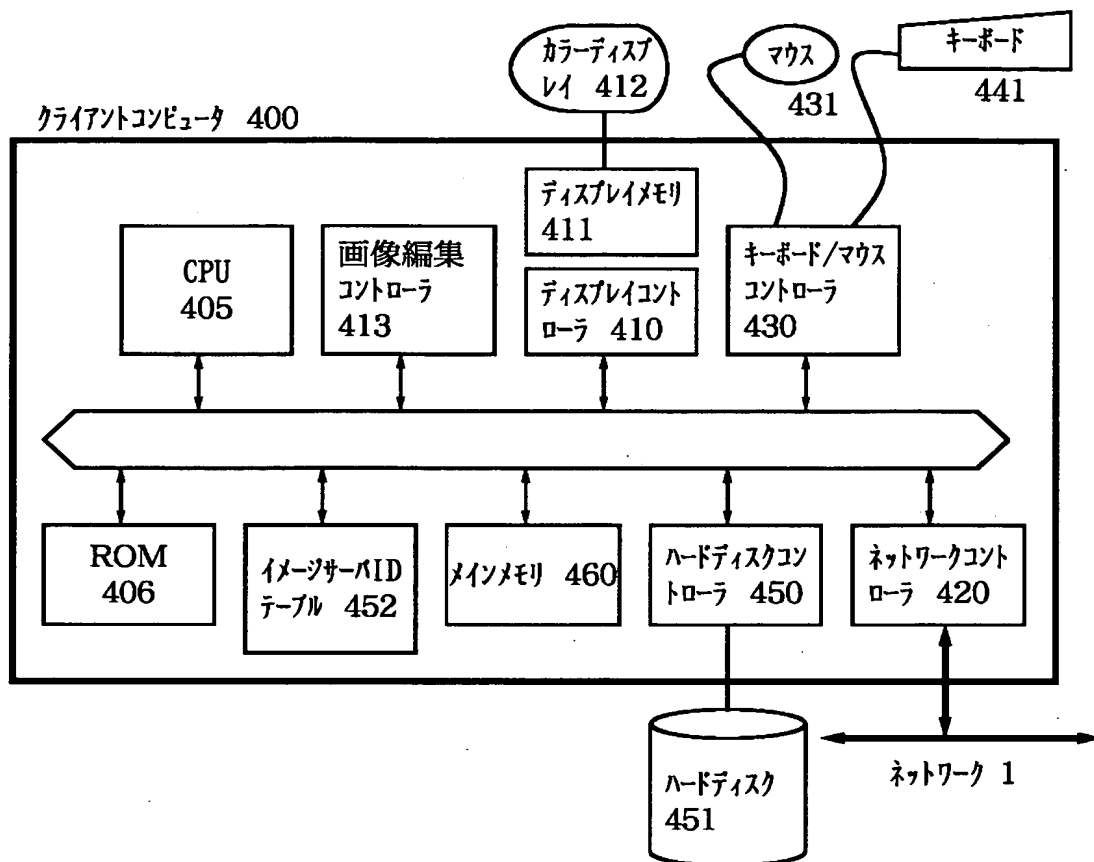 カラーディスプ
レイ 412
マウス
431
キーボード
441
クライアントコンピュータ 400
ディスプレイメモリ
411
CPU
405
画像編集
コントローラ
413
ディスプレイコント
ローラ 410
キーボード/マウス
コントローラ
430
ROM
406
イメージサーバID
テーブル 452
メインメモリ 460
ハードディスクコン
トローラ 450
ネットワークコント
ローラ 420
ハードディスク
451
ネットワーク 1